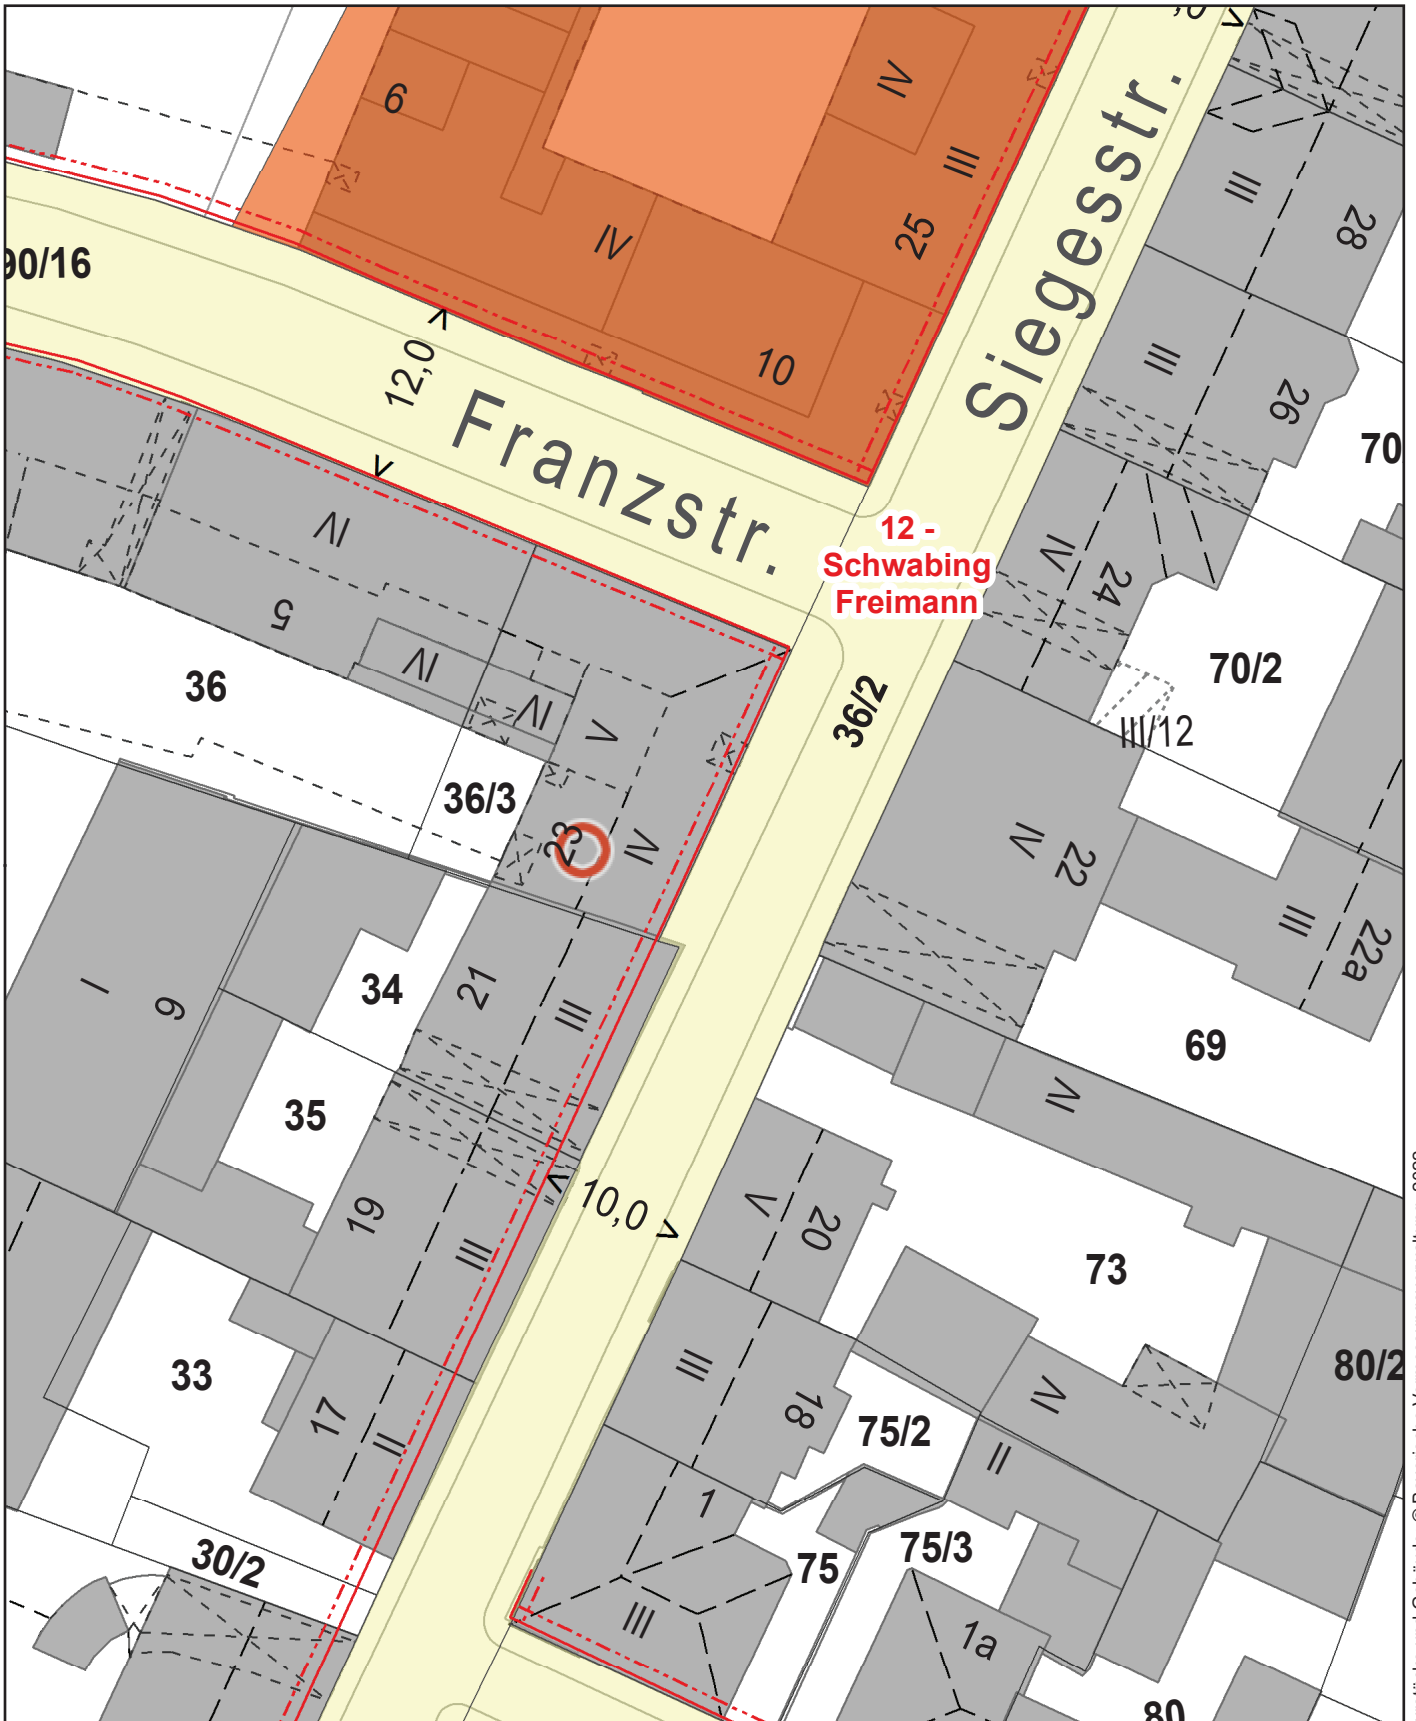 6
IV
III
25
IV
10
Siegesstr.
III
28
III
26
70
90/16
12,0
Franzstr.
12 -
Schwabing
Freimann
IV
5
IV
24
70/2
III/12
36
IV
IV
V
36/2
36/3
23
IV
IV
22
III
22a
34
21
III
I
9
69
35
IV
19
III
10,0
V
20
73
33
III
80/2
17
II
18
75/2
IV
II
1
30/2
75
75/3
III
1a
80